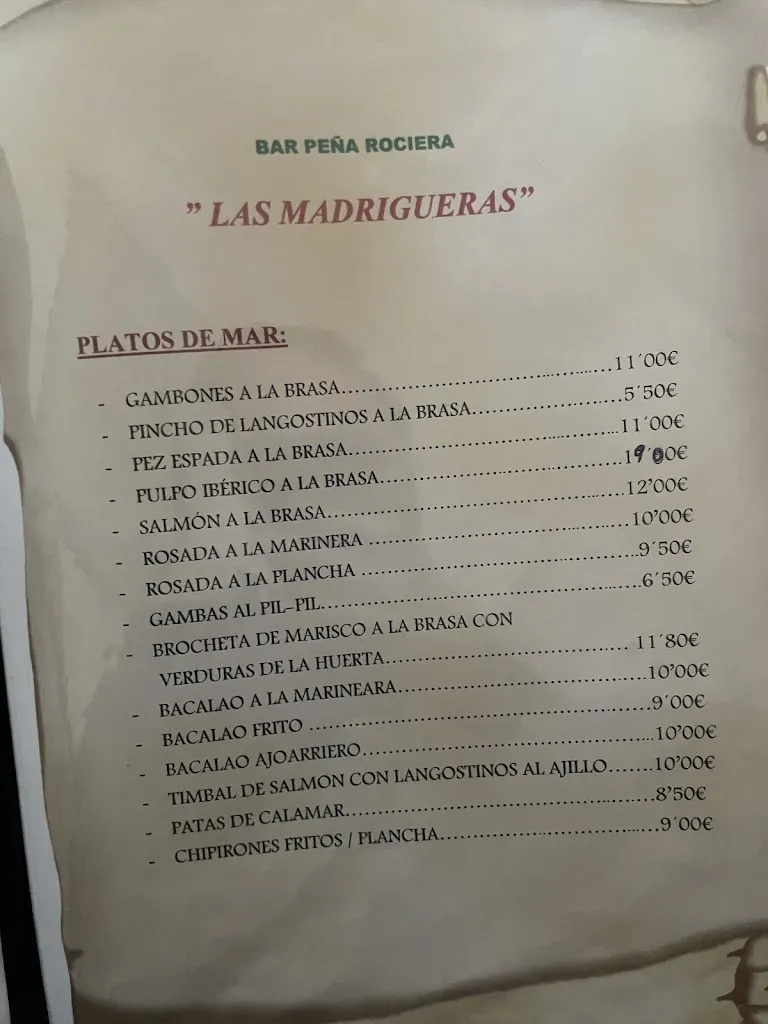 BAR PEÑA ROCIERA
” LAS MADRIGUERAS”
PLATOS DE MAR:
- GAMBONES A LA BRASA.......................................11´00€
- PINCHO DE LANGOSTINOS A LA BRASA.......................5´50€
- PEZ ESPADA A LA BRASA.......................................11´00€
- PULPO IBÉRICO A LA BRASA...................................19´00€
- SALMÓN A LA BRASA..........................................12’00€
- ROSADA A LA MARINERA .....................................10’00€
- ROSADA A LA PLANCHA .......................................9´50€
- GAMBAS AL PIL-PIL.............................................6´50€
- BROCHETA DE MARISCO A LA BRASA CON
VERDURAS DE LA HUERTA................................... 11´80€
- BACALAO A LA MARINEARA...................................10’00€
- BACALAO FRITO ................................................9´00€
- BACALAO AJOARRIERO.........................................10’00€
- TIMBAL DE SALMON CON LANGOSTINOS AL AJILLO.......10’00€
- PATAS DE CALAMAR............................................8’50€
- CHIPIRONES FRITOS / PLANCHA...............................9´00€